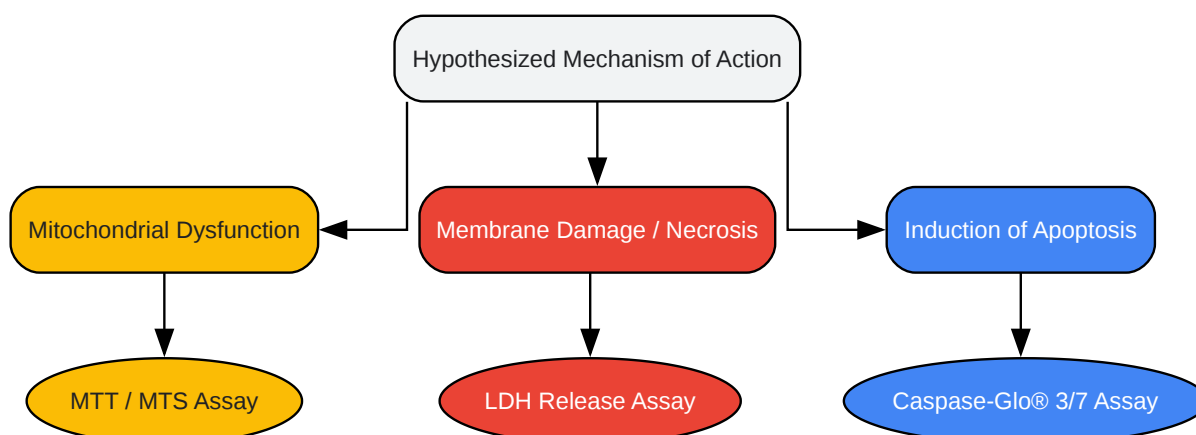 Hypothesized Mechanism of Action
Mitochondrial Dysfunction
Membrane Damage / Necrosis
Induction of Apoptosis
MTT / MTS Assay
LDH Release Assay
Caspase-Glo® 3/7 Assay